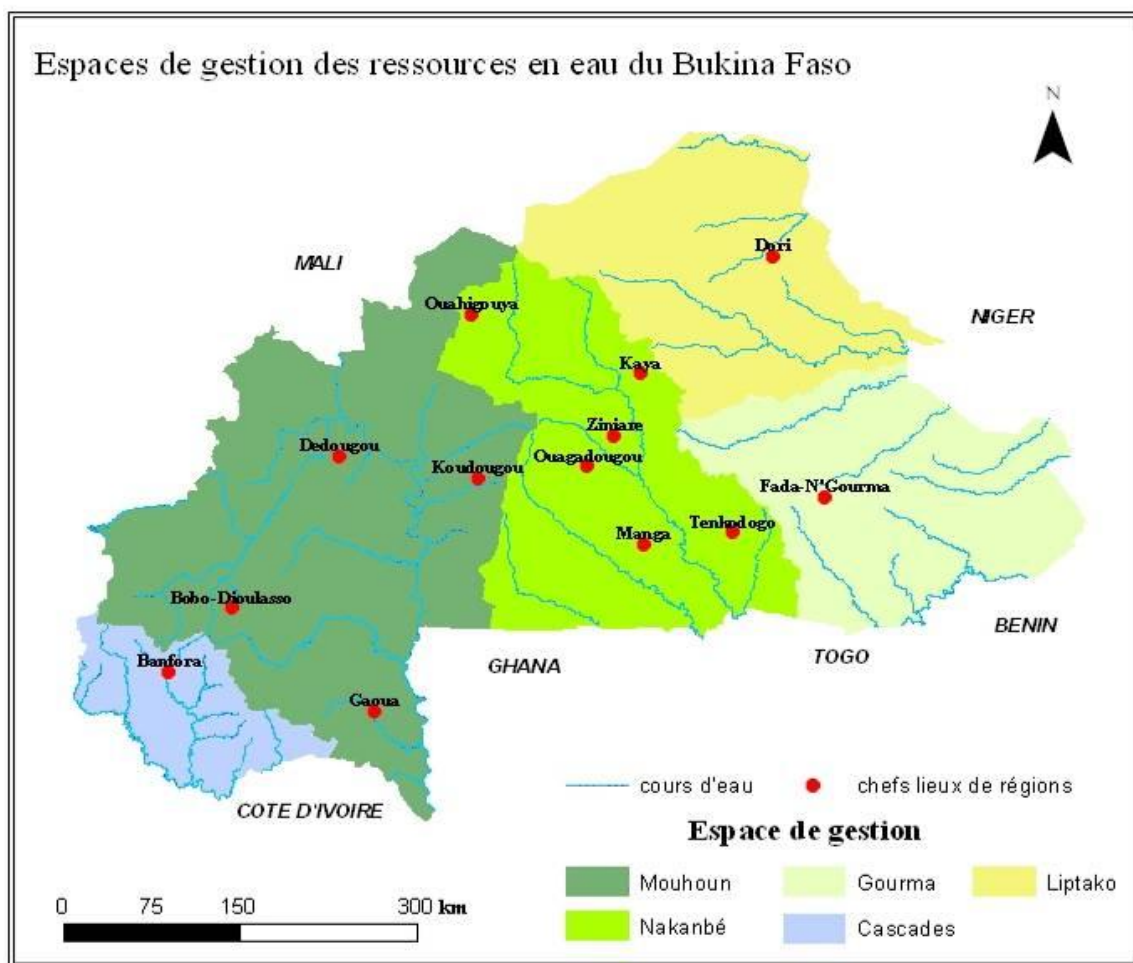 Espaces de gestion des ressources en eau du Bukina Faso
N
MALI
Dori
Ouahigouya
NIGER
Kaya
Ziniare
Dedougou
Ouagadougou
Koudougou
Fada-N'Gourma
Tenkodogo
Manga
Bobo-Dioulasso
BENIN
Banfora
GHANA
TOGO
Gaoua
COTE D'IVOIRE
cours d'eau
chefs lieux de régions
Espace de gestion
Mouhoun
Gourma
Liptako
Nakanbé
Cascades
0 75 150 300 km